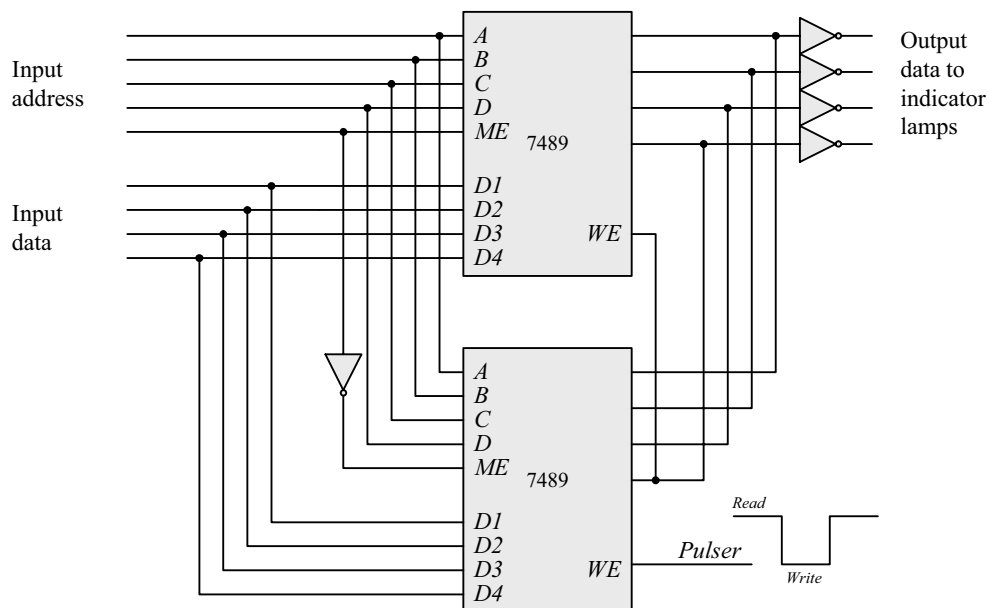 Input
address
Input
data
A
B
C
D
ME
7489
D1
D2
D3
D4
WE
Output
data to
indicator
lamps
A
B
C
D
ME
7489
D1
D2
D3
D4
WE
Pulser
Read
Write